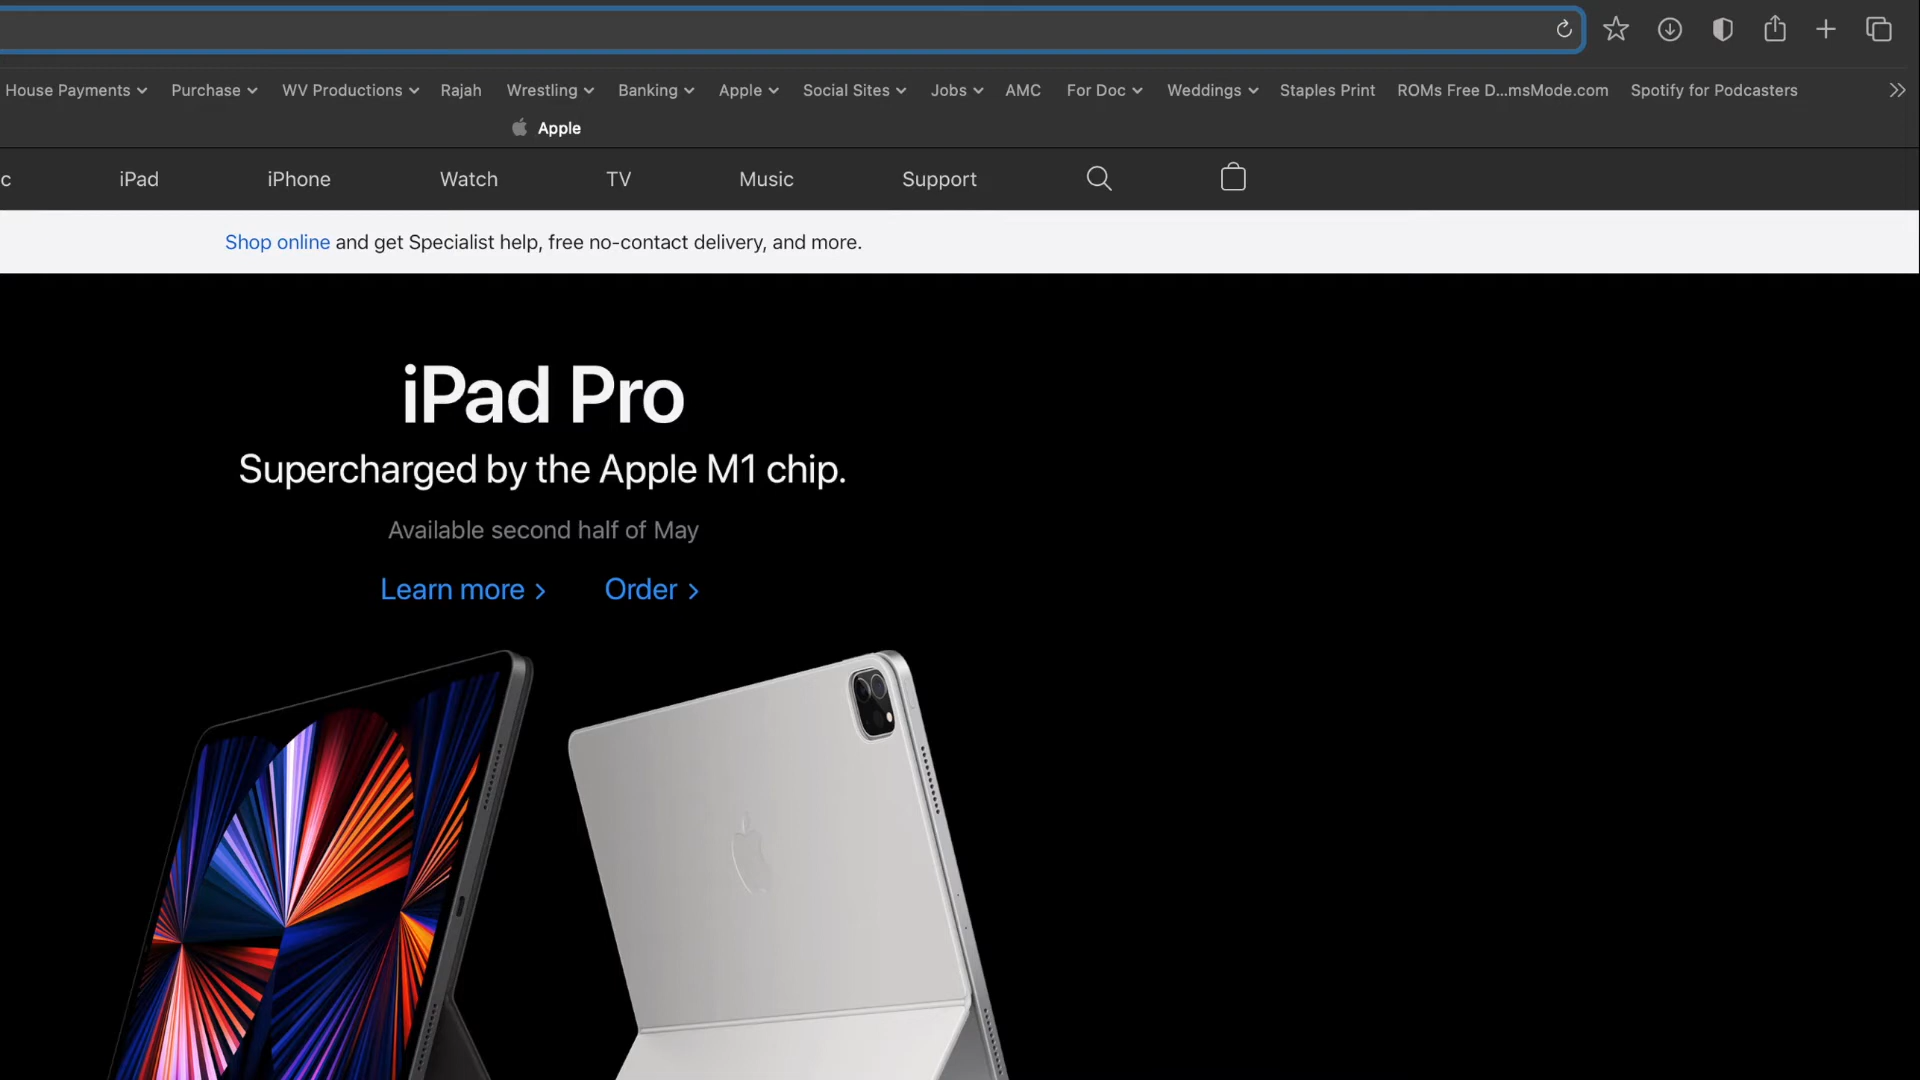 House Payments Purchase WV Productions Rajah Wrestling Banking Apple Social Sites Jobs AMC For Doc Weddings Staples Print ROMs Free D...msMode.com Spotify for Podcasters
Apple
c iPad iPhone Watch TV Music Support
Shop online and get Specialist help, free no-contact delivery, and more.
iPad Pro
Supercharged by the Apple M1 chip.
Available second half of May
Learn more > Order >